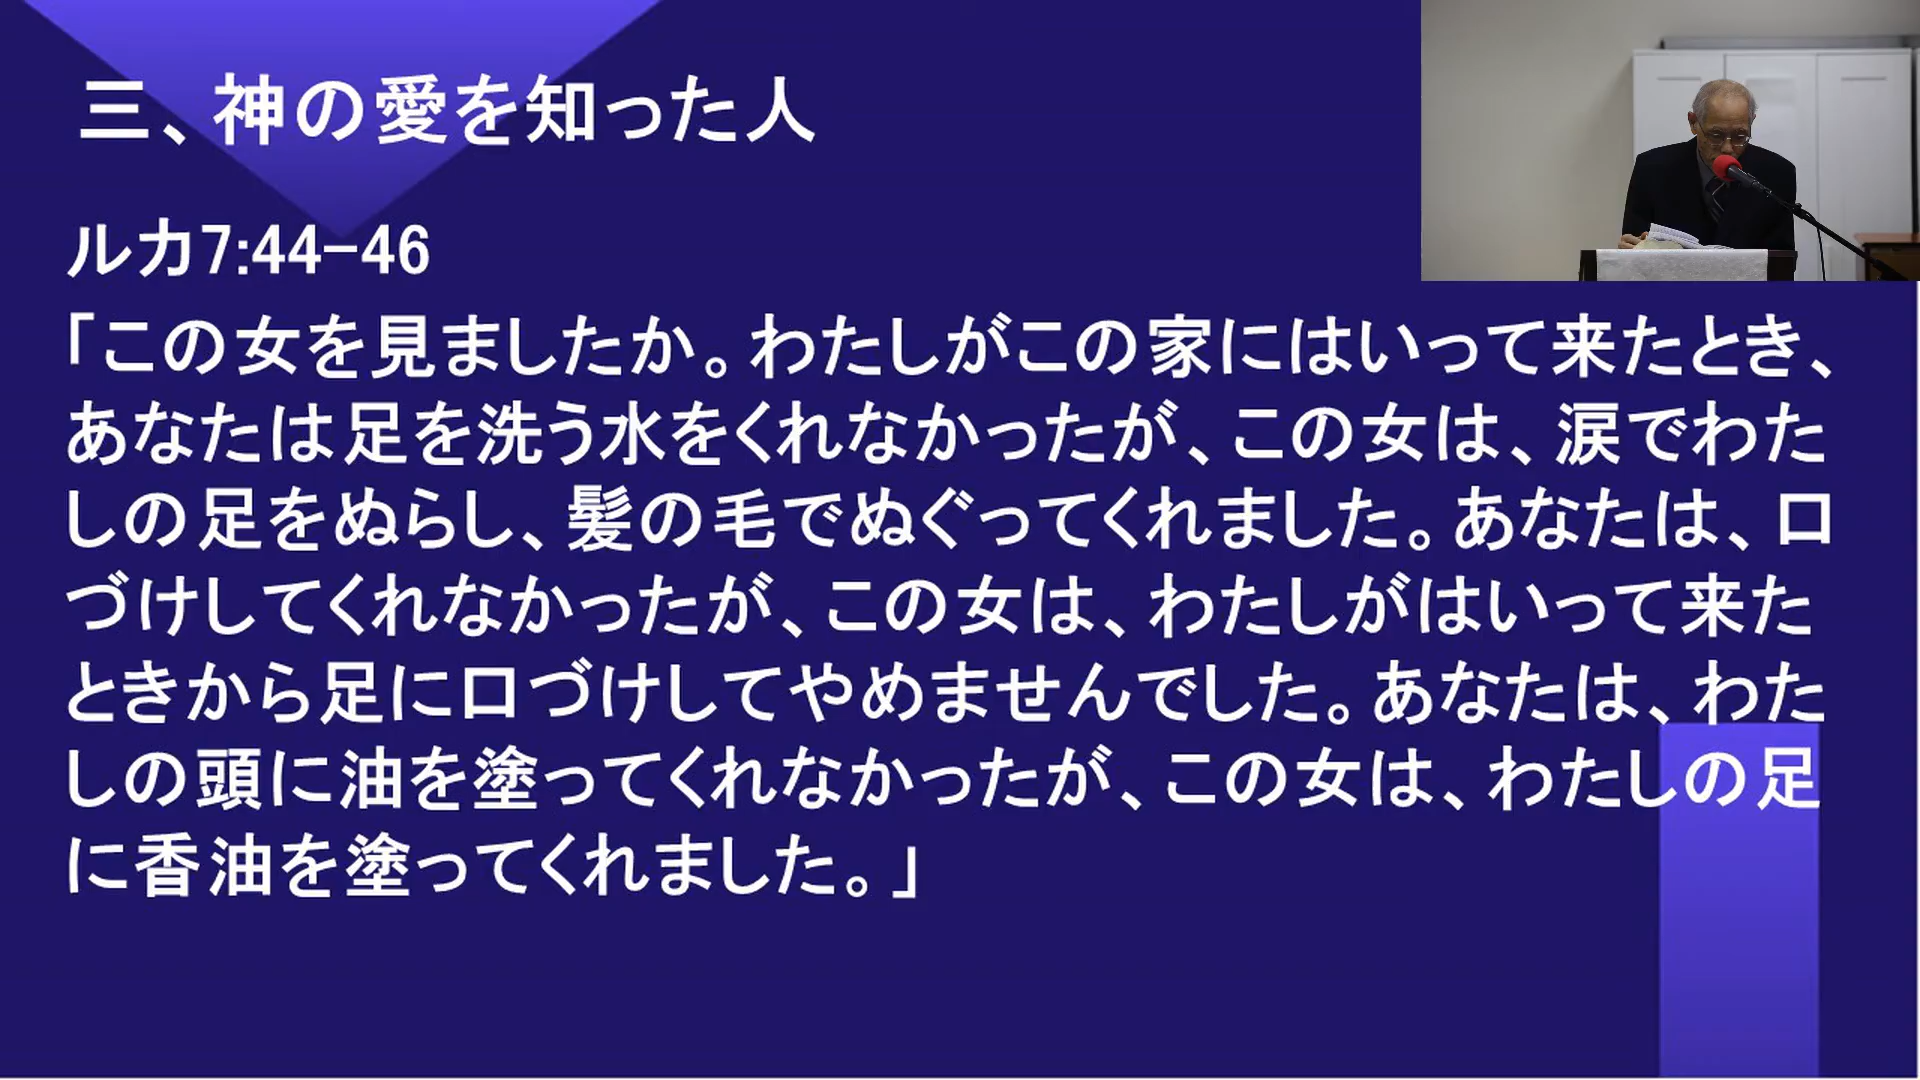 三、神の愛を知った人
ルカ7:44-46
「この女を見ましたか。わたしがこの家にはいって来たとき、
あなたは足を洗う水をくれなかったが、この女は、涙でわた
しの足をぬらし、髪の毛でぬぐってくれました。あなたは、口
づけしてくれなかったが、この女は、わたしがはいって来た
ときから足に口づけしてやめませんでした。あなたは、わた
しの頭に油を塗ってくれなかったが、この女は、わたしの足
に香油を塗ってくれました。」